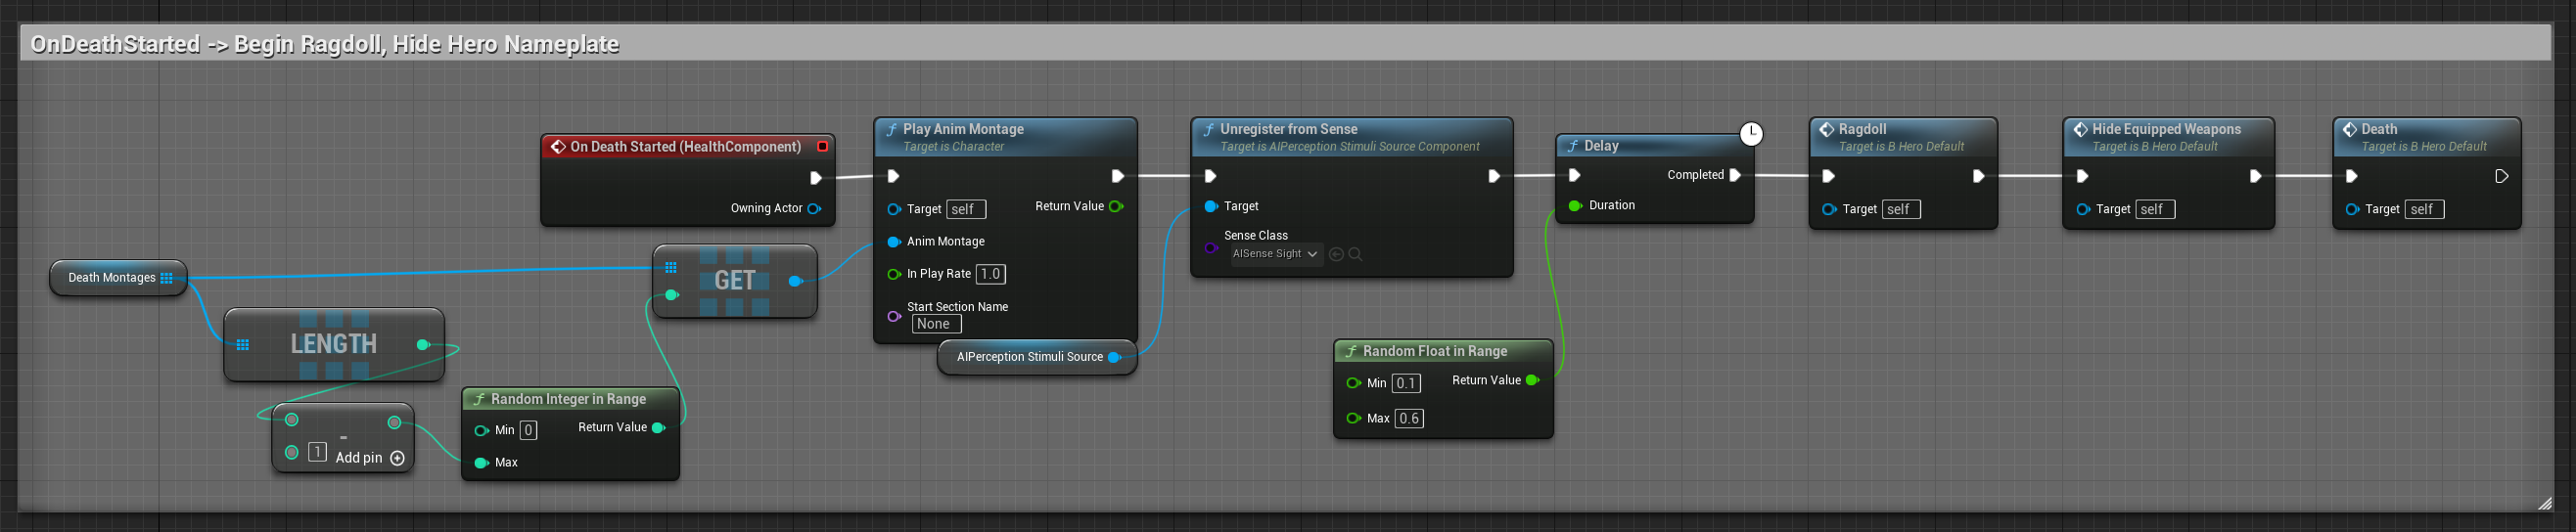 OnDeathStarted -> Begin Ragdoll, Hide Hero Nameplate
On Death Started (HealthComponent)
Owning Actor
Death Montages
LENGTH
-
1
Add pin
Random Integer in Range
Min 0
Return Value
Max
GET
Play Anim Montage
Target is Character
Target self
Return Value
Anim Montage
In Play Rate 1.0
Start Section Name
None
AIPerception Stimuli Source
Unregister from Sense
Target is AIPerception Stimuli Source Component
Target
Sense Class
AISense Sight
Random Float in Range
Min 0.1
Return Value
Max 0.6
Delay
Completed
Duration
Ragdoll
Target is B Hero Default
Target self
Hide Equipped Weapons
Target is B Hero Default
Target self
Death
Target is B Hero Default
Target self